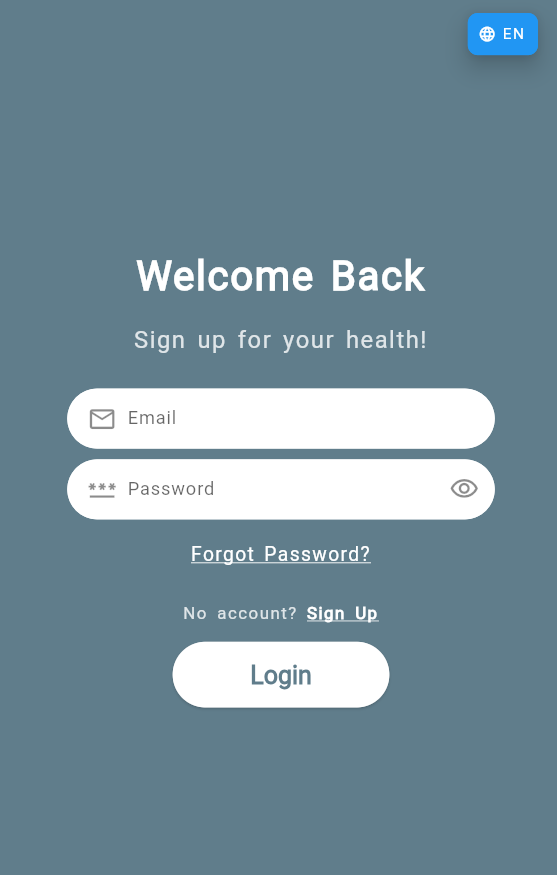 EN
Welcome Back
Sign up for your health!
Email
Password
Forgot Password?
No account? Sign Up
Login